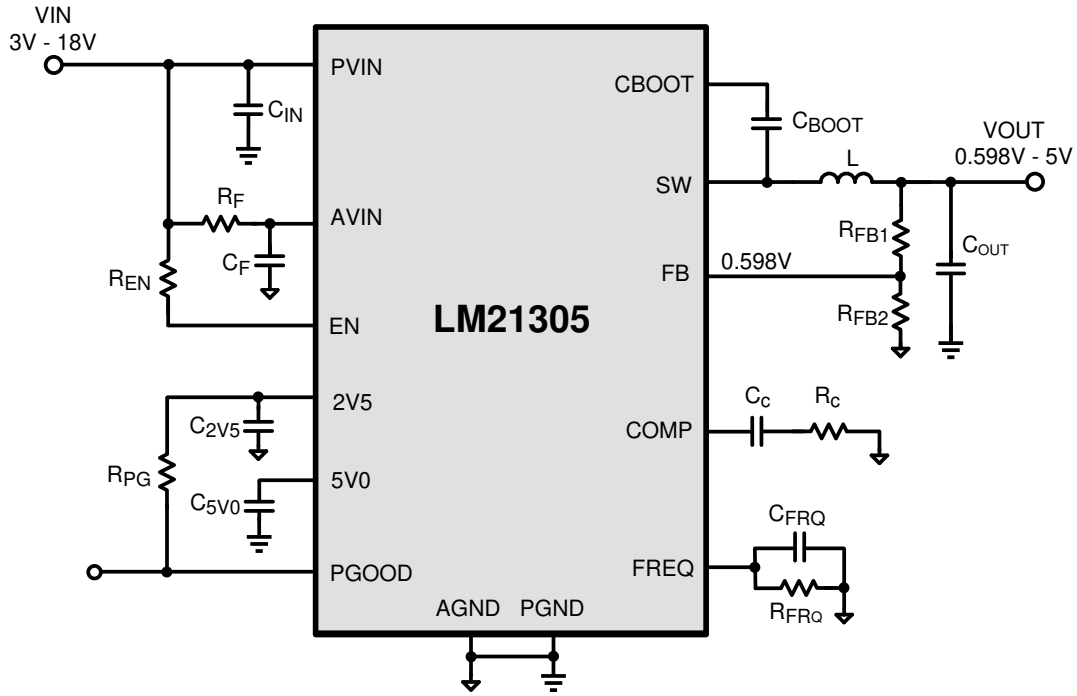 VIN
3V - 18V
PVIN
CIN
RF
AVIN
CF
REN
EN
2V5
C2V5
RPG
5V0
C5V0
PGOOD
AGND PGND
LM21305
CBOOT
CBOOT
VOUT
0.598V - 5V
L
SW
RFB1
COUT
FB
0.598V
RFB2
Cc
Rc
COMP
CFRQ
FREQ
RFRQ